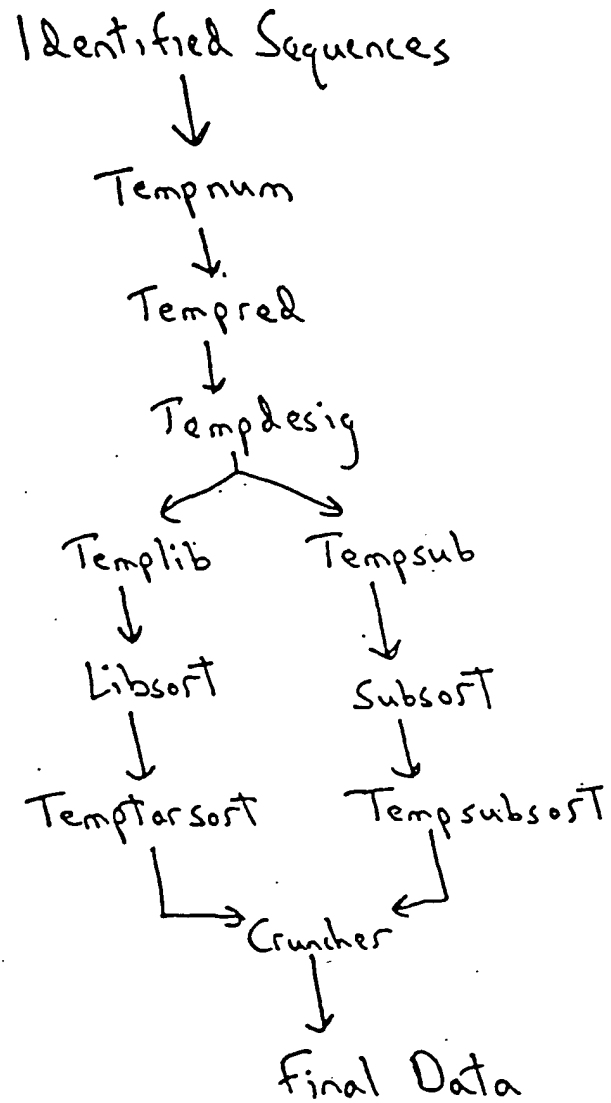 Identified Sequences
Tempnum
Tempred
Tempdesig
Templib Tempsub
Libsort Subsort
Temptarsort Tempsubsort
Cruncher
Final Data